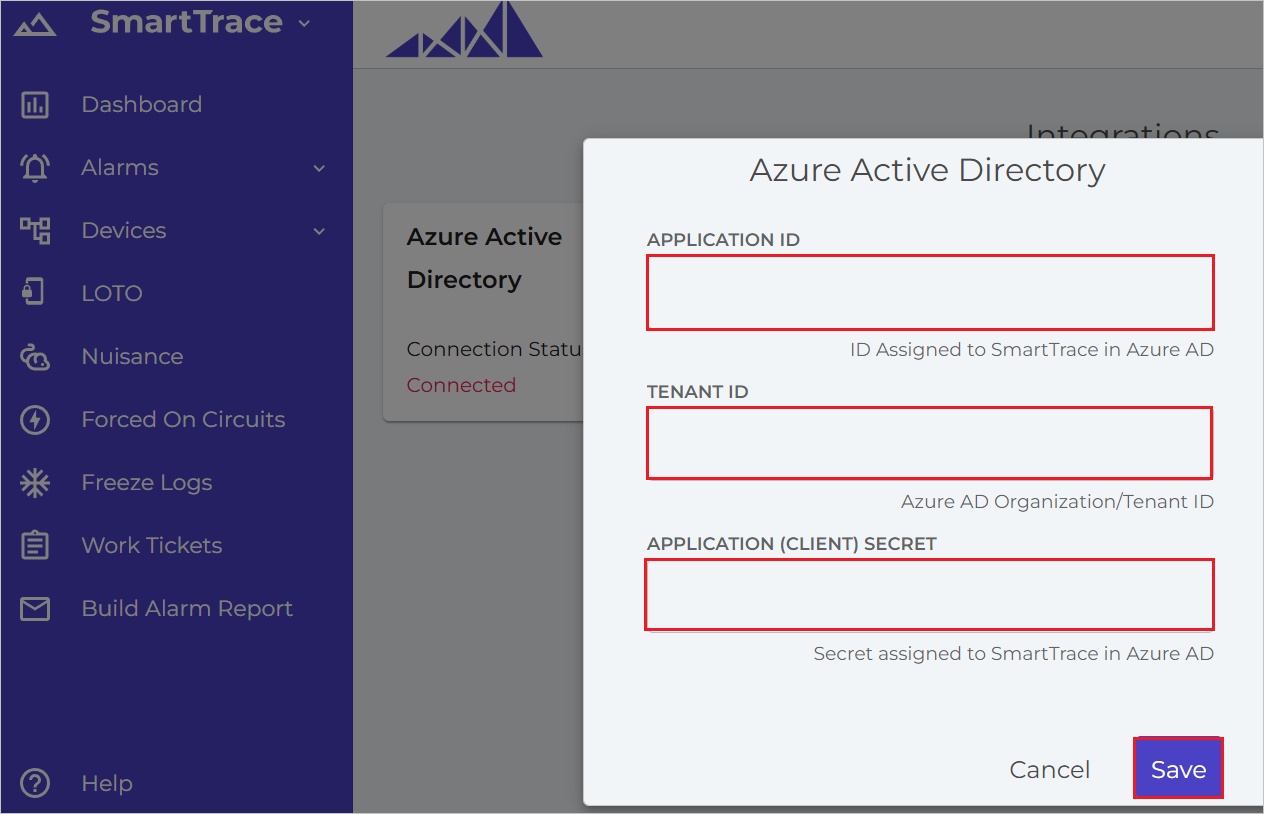 SmartTrace
Dashboard
Alarms
Devices
LOTO
Nuisance
Forced On Circuits
Freeze Logs
Work Tickets
Build Alarm Report
Help
Integrations
Azure Active
Directory
Connection Statu
Connected
Azure Active Directory
APPLICATION ID
ID Assigned to SmartTrace in Azure AD
TENANT ID
Azure AD Organization/Tenant ID
APPLICATION (CLIENT) SECRET
Secret assigned to SmartTrace in Azure AD
Cancel
Save